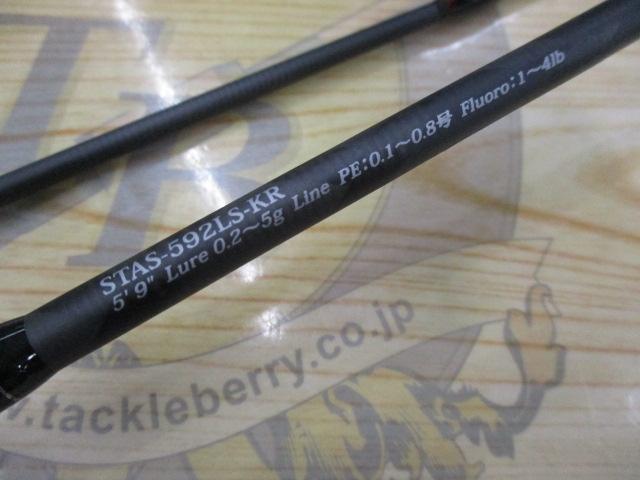 STAS-592LS-KR
5' 9" Lure 0.2～5g Line PE:0.1～0.8号 Fluoro:1～4lb
TR
w.tackleberry.co.jp